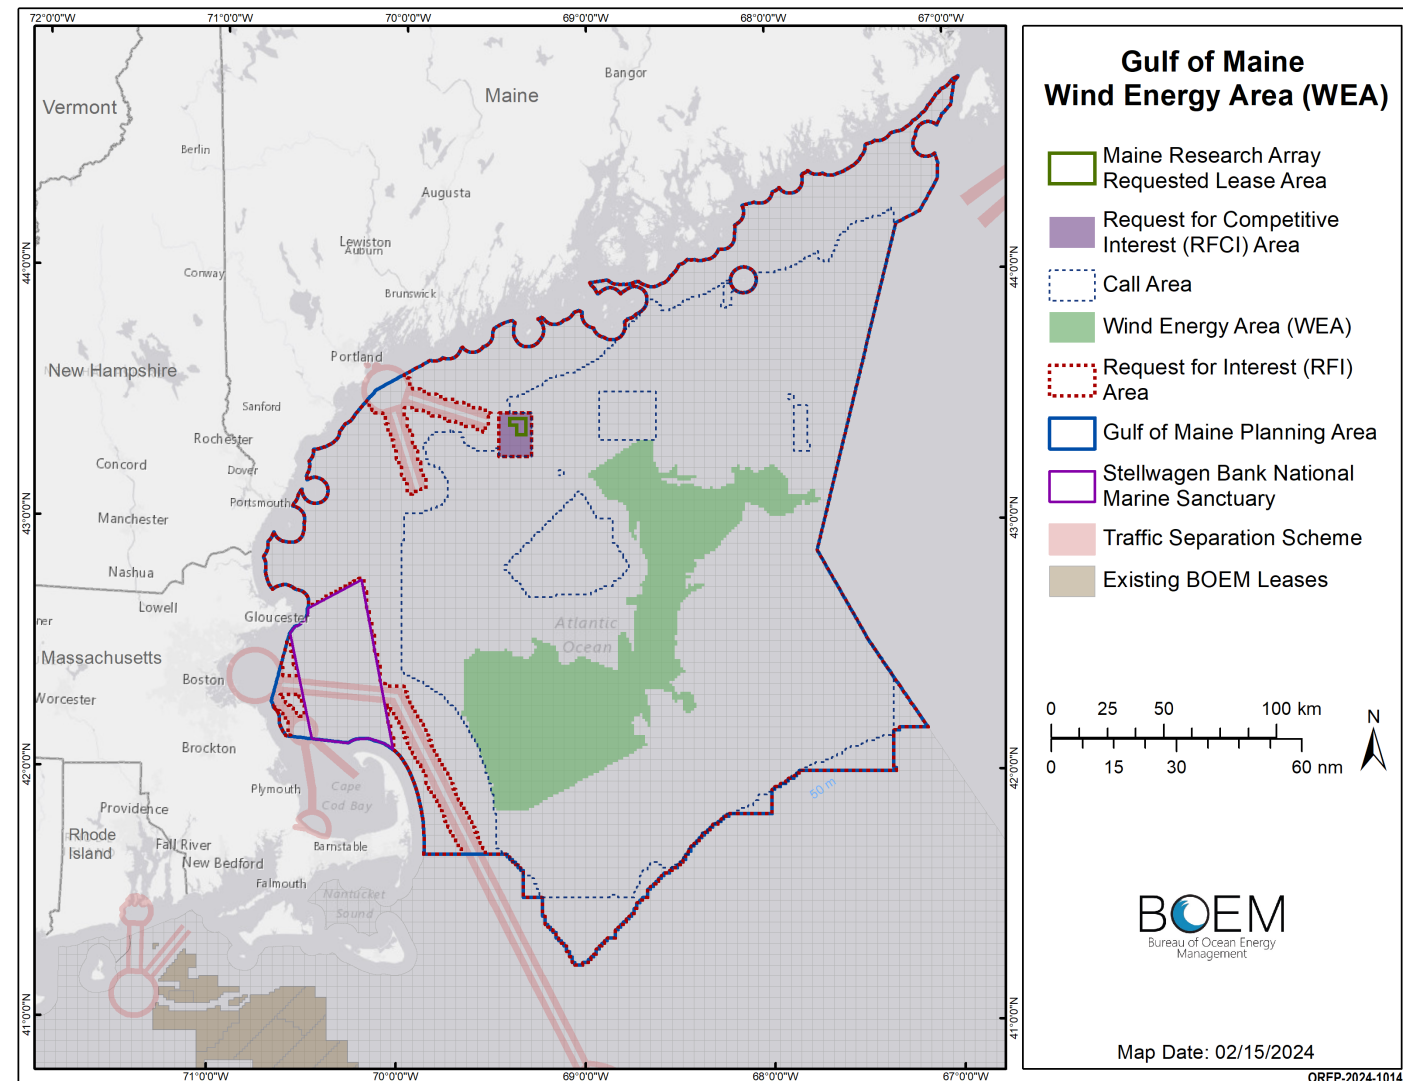 72°0'0"W
71°0'0"W
70°0'0"W
69°0'0"W
68°0'0"W
67°0'0"W
Gulf of Maine
Wind Energy Area (WEA)
Maine Research Array
Requested Lease Area
Request for Competitive
Interest (RFCI) Area
Call Area
Wind Energy Area (WEA)
Request for Interest (RFI)
Area
Gulf of Maine Planning Area
Stellwagen Bank National
Marine Sanctuary
Traffic Separation Scheme
Existing BOEM Leases
0 25 50 100 km
0 15 30 60 nm
N
BOEM
Bureau of Ocean Energy
Management
Map Date: 02/15/2024
OREP-2024-1014
Bangor
Maine
Vermont
Berlin
Augusta
Lewiston
Auburn
Conway
Brunswick
44°0'0"N
44°0'0"N
Portland
New Hampshire
Sanford
Rochester
Concord
Dover
Portsmouth
Manchester
43°0'0"N
43°0'0"N
Nashua
Lowell
Gloucester
ner
Atlantic
Ocean
Massachusetts
Boston
Worcester
Brockton
42°0'0"N
42°0'0"N
Plymouth
Cape
Cod Bay
50 m
Providence
Rhode
Island
Fall River
Barnstable
New Bedford
Falmouth
Nantucket
Sound
41°0'0"N
41°0'0"N
71°0'0"W
70°0'0"W
69°0'0"W
68°0'0"W
67°0'0"W